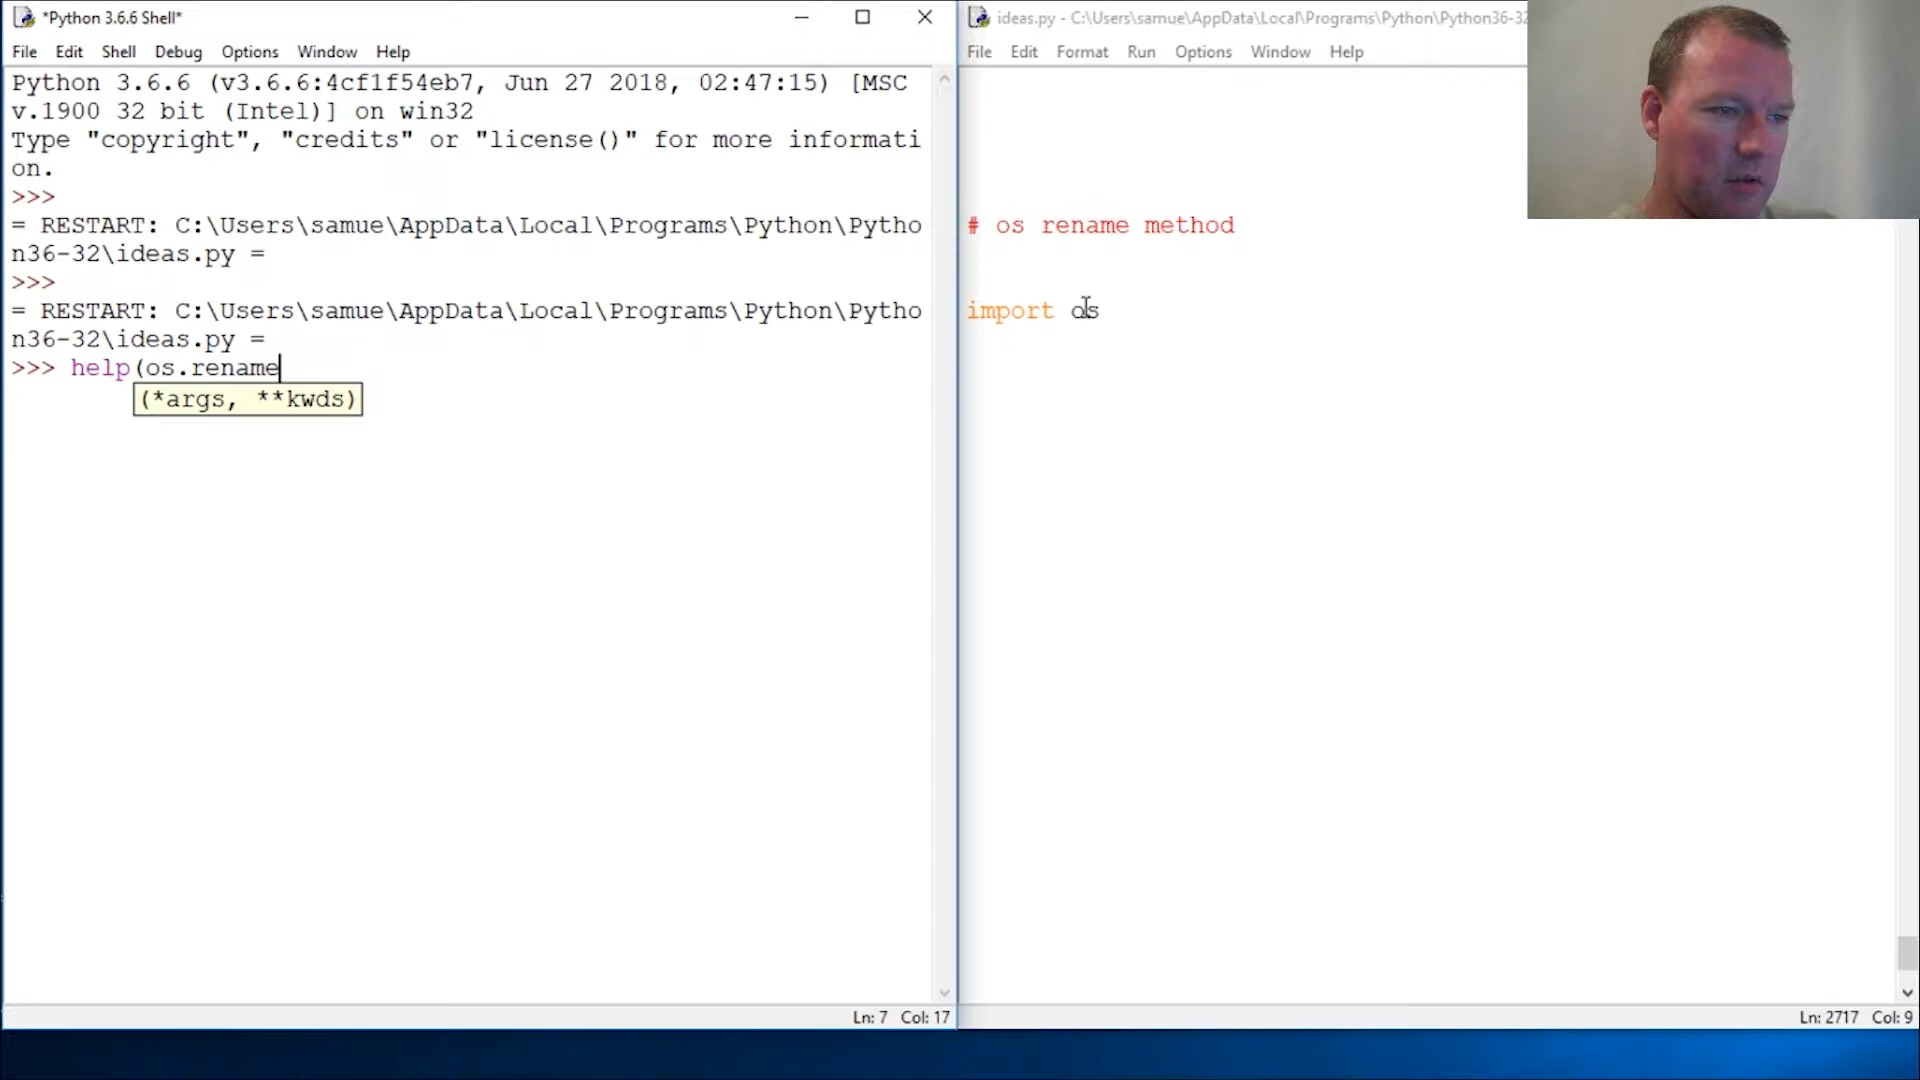 *Python 3.6.6 Shell*
File Edit Shell Debug Options Window Help
Python 3.6.6 (v3.6.6:4cf1f54eb7, Jun 27 2018, 02:47:15) [MSC
v.1900 32 bit (Intel)] on win32
Type "copyright", "credits" or "license()" for more informati
on.
>>>
= RESTART: C:\Users\samue\AppData\Local\Programs\Python\Pytho
n36-32\ideas.py =
>>>
= RESTART: C:\Users\samue\AppData\Local\Programs\Python\Pytho
n36-32\ideas.py =
>>> help(os.rename
(*args, **kwds)
Ln: 7 Col: 17
ideas.py - C:\Users\samue\AppData\Local\Programs\Python\Python36-32
File Edit Format Run Options Window Help
# os rename method
import os
Ln: 2717 Col: 9